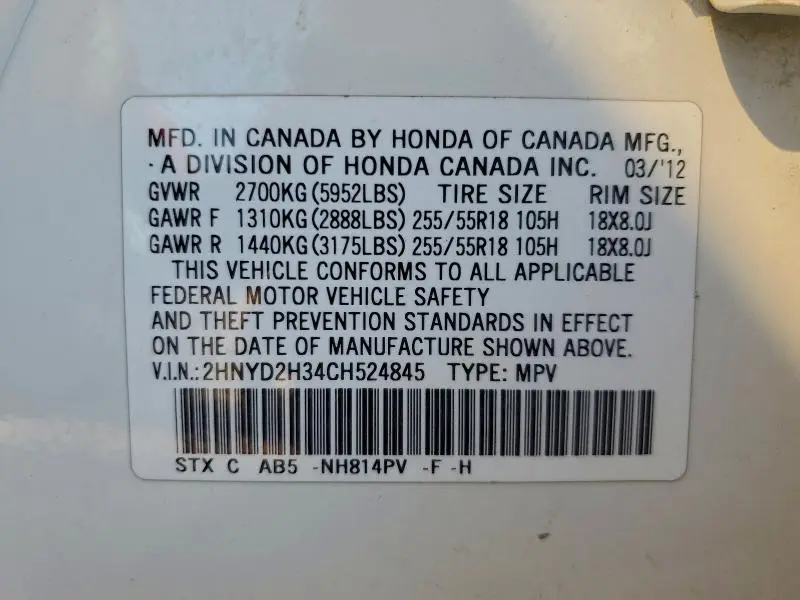 MFD. IN CANADA BY HONDA OF CANADA MFG.,
· A DIVISION OF HONDA CANADA INC. 03/'12
GVWR 2700KG (5952LBS) TIRE SIZE RIM SIZE
GAWR F 1310KG (2888LBS) 255/55R18 105H 18X8.0J
GAWR R 1440KG (3175LBS) 255/55R18 105H 18X8.0J
THIS VEHICLE CONFORMS TO ALL APPLICABLE
FEDERAL MOTOR VEHICLE SAFETY
AND THEFT PREVENTION STANDARDS IN EFFECT
ON THE DATE OF MANUFACTURE SHOWN ABOVE.
V.I.N.:2HNYD2H34CH524845 TYPE: MPV
STX C AB5 -NH814PV -F -H